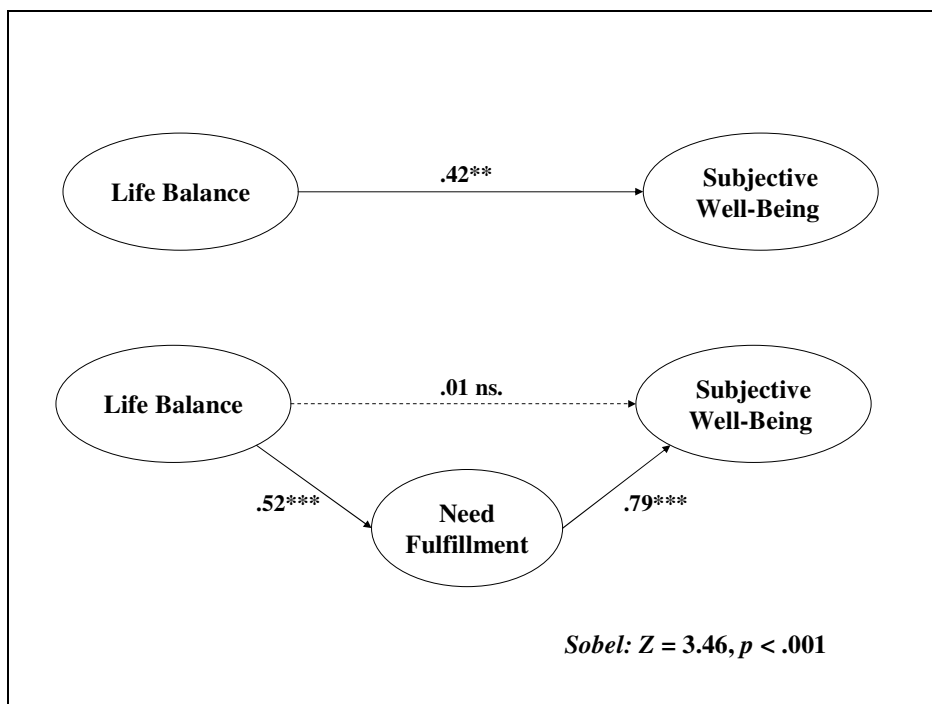 Life Balance
.42**
Subjective
Well-Being
Life Balance
.01 ns.
Subjective
Well-Being
.52***
Need
Fulfillment
.79***
Sobel: Z = 3.46, p < .001